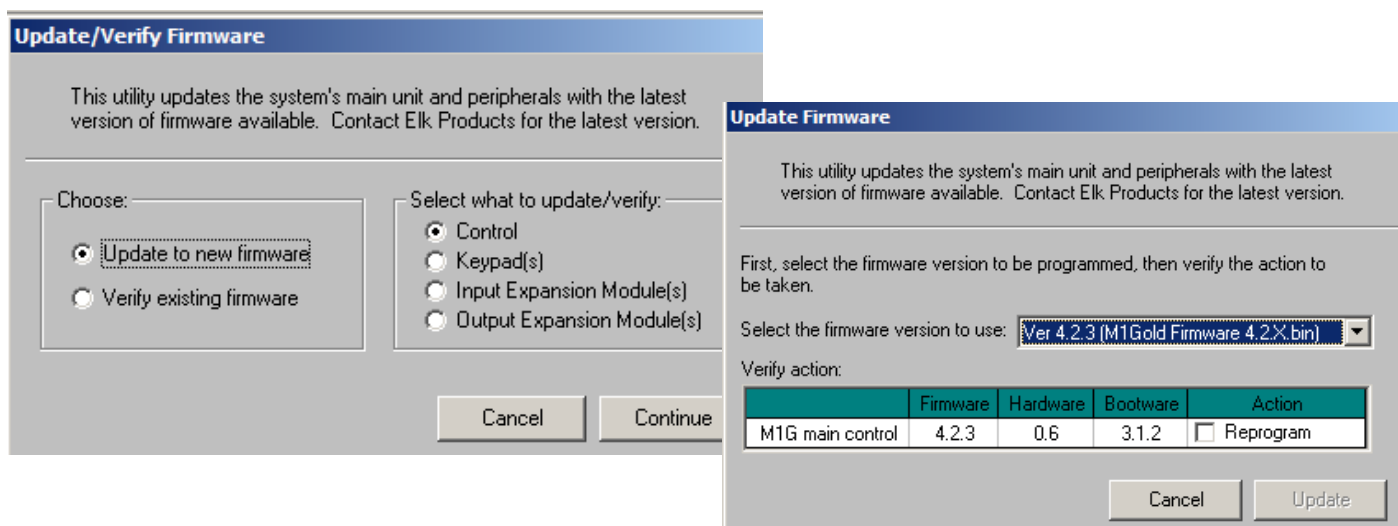 Update/Verify Firmware
This utility updates the system's main unit and peripherals with the latest
version of firmware available.  Contact Elk Products for the latest version.
Choose:
Update to new firmware
Verify existing firmware
Select what to update/verify:
Control
Keypad(s)
Input Expansion Module(s)
Output Expansion Module(s)
Cancel
Continue
Update Firmware
This utility updates the system's main unit and peripherals with the latest
version of firmware available.  Contact Elk Products for the latest version.
First, select the firmware version to be programmed, then verify the action to
be taken.
Select the firmware version to use: Ver 4.2.3 (M1Gold Firmware 4.2.X.bin)
Verify action:
Firmware Hardware Bootware Action
M1G main control 4.2.3 0.6 3.1.2 Reprogram
Cancel
Update